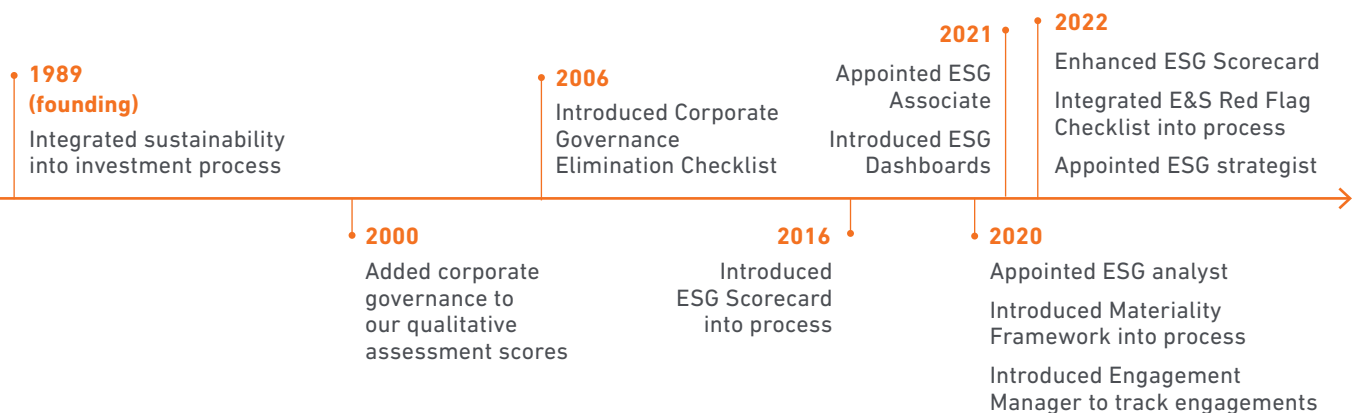 1989
(founding)
Integrated sustainability
into investment process
2000
Added corporate
governance to
our qualitative
assessment scores
2006
Introduced Corporate
Governance
Elimination Checklist
2016
Introduced
ESG Scorecard
into process
2020
Appointed ESG analyst
Introduced Materiality
Framework into process
Introduced Engagement
Manager to track engagements
2021
Appointed ESG
Associate
Introduced ESG
Dashboards
2022
Enhanced ESG Scorecard
Integrated E&S Red Flag
Checklist into process
Appointed ESG strategist